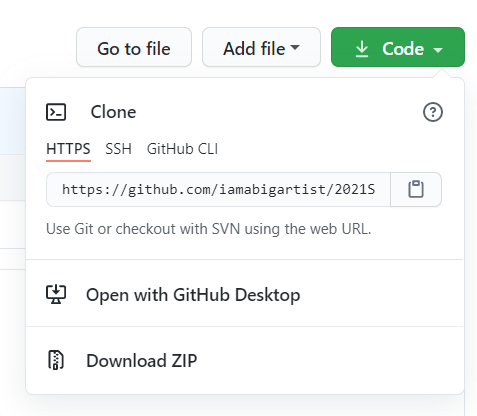 Go to file Add file Code
Clone
HTTPS SSH GitHub CLI
https://github.com/iamabigartist/2021S
Use Git or checkout with SVN using the web URL.
Open with GitHub Desktop
Download ZIP